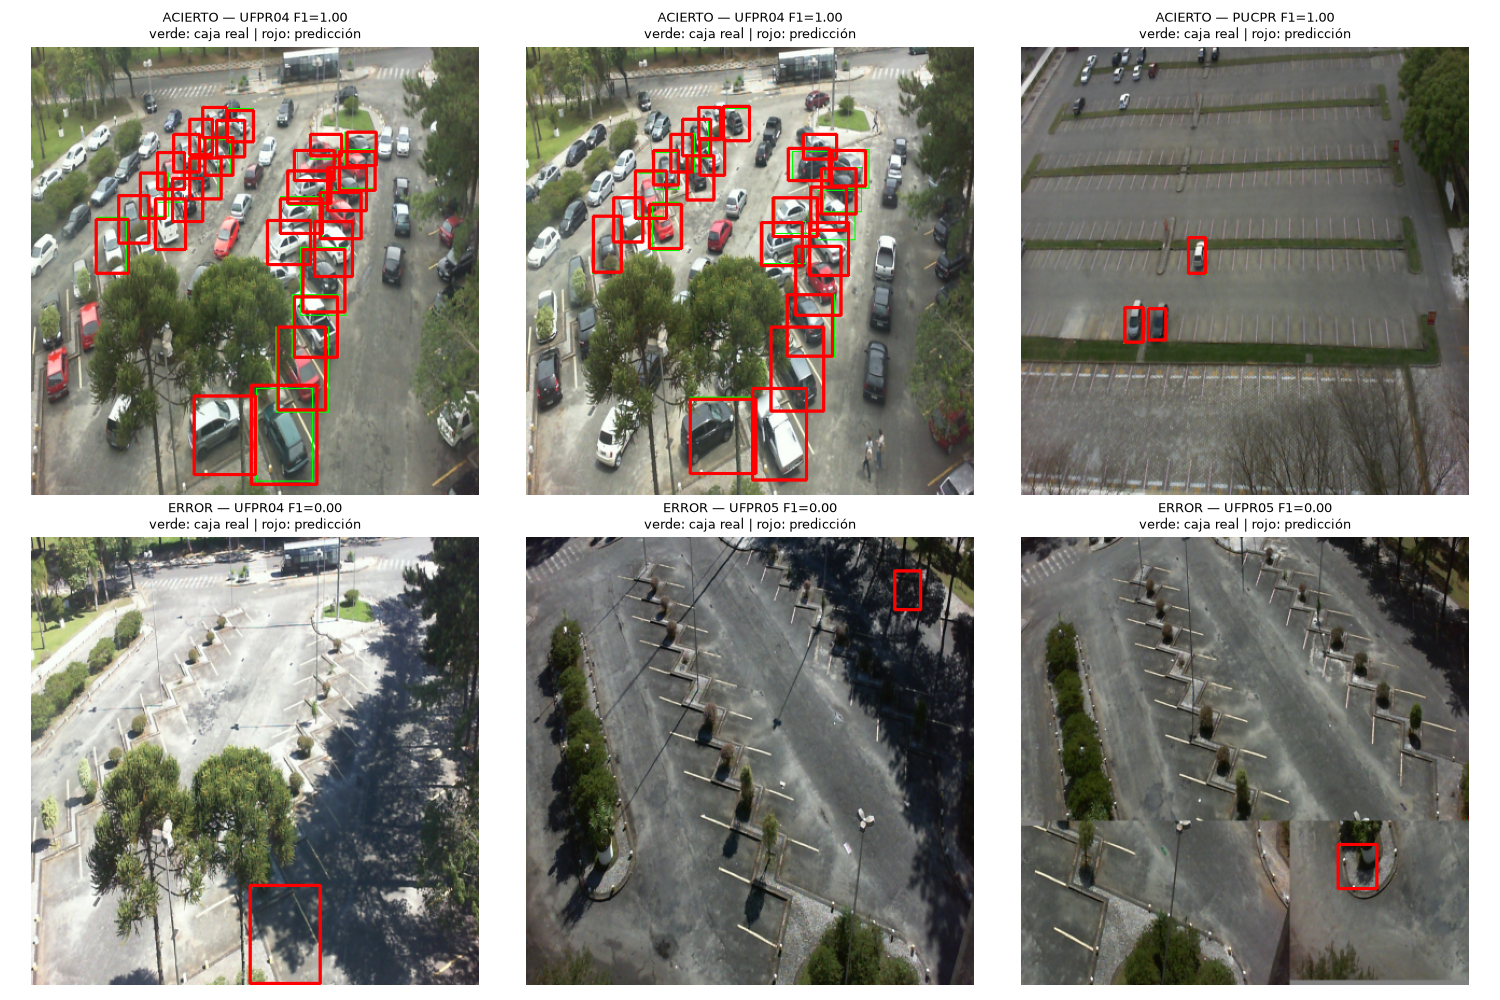 ACIERTO — UFPR04 F1=1.00
verde: caja real | rojo: predicción
ACIERTO — UFPR04 F1=1.00
verde: caja real | rojo: predicción
ACIERTO — PUCPR F1=1.00
verde: caja real | rojo: predicción
ERROR — UFPR04 F1=0.00
verde: caja real | rojo: predicción
ERROR — UFPR05 F1=0.00
verde: caja real | rojo: predicción
ERROR — UFPR05 F1=0.00
verde: caja real | rojo: predicción